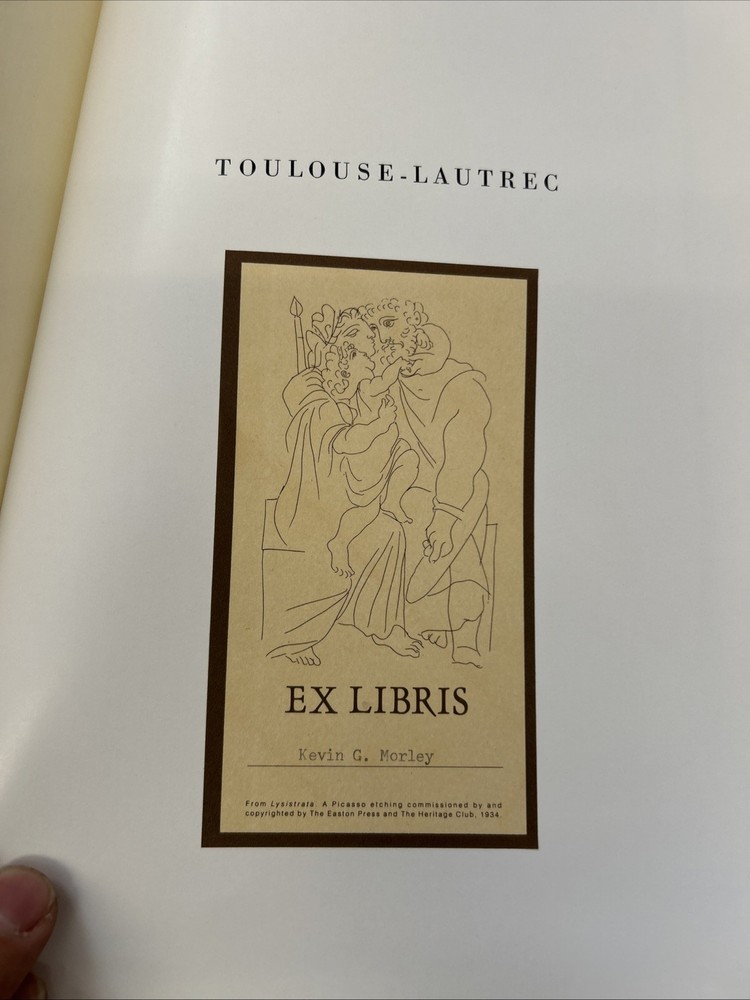 TOULOUSE-LAUTREC
EX LIBRIS
Kevin G. Morley
From Lysistrata. A Picasso etching commissioned by and
copyrighted by The Easton Press and The Heritage Club, 1934.